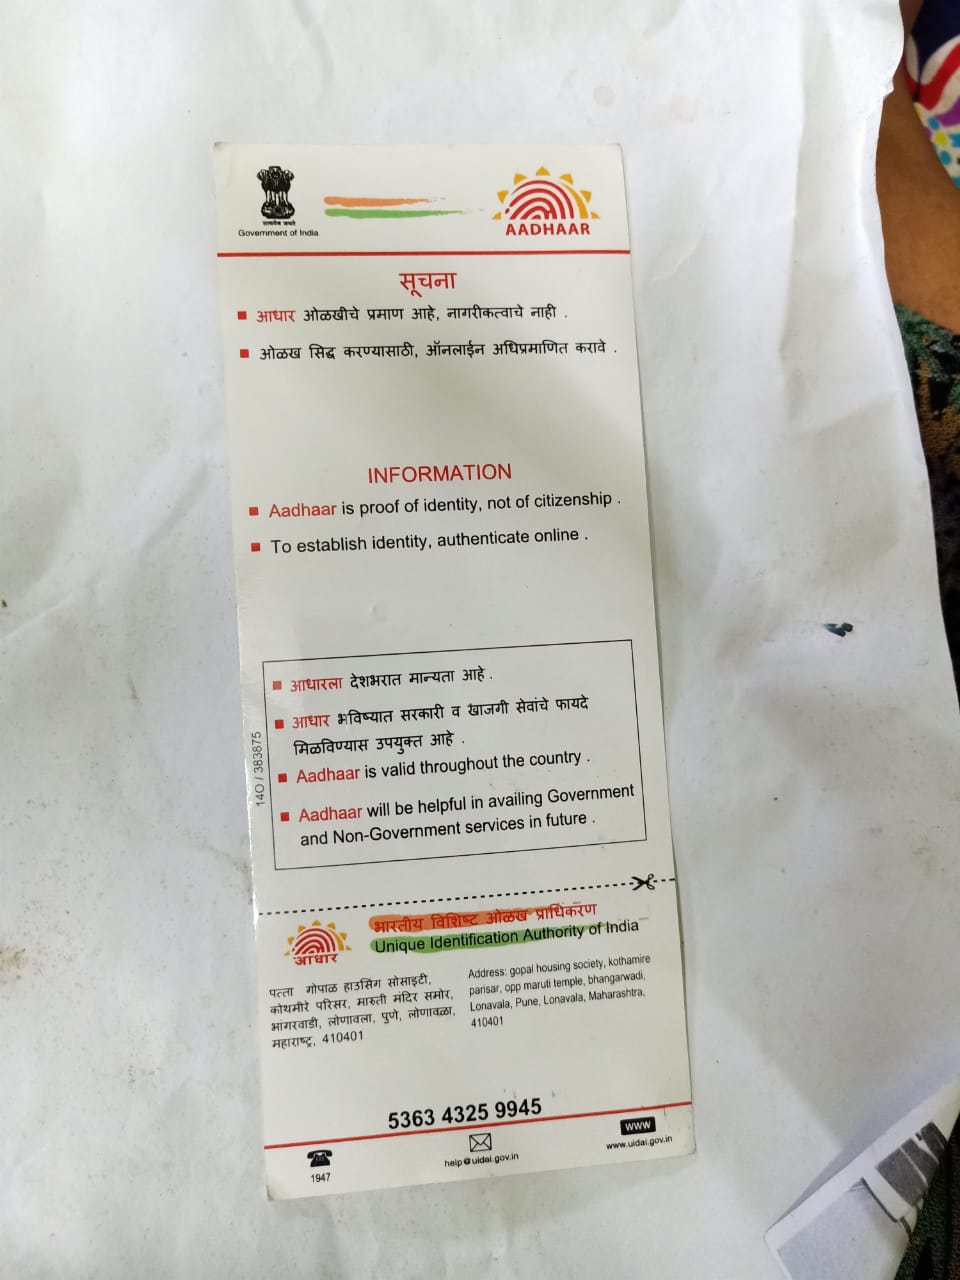 सत्यमेव जयते
Government of India
AADHAAR
सूचना
आधार ओळखीचे प्रमाण आहे, नागरीकत्वाचे नाही .
ओळख सिद्ध करण्यासाठी, ऑनलाईन अधिप्रमाणित करावे .
INFORMATION
Aadhaar is proof of identity, not of citizenship .
To establish identity, authenticate online .
आधारला देशभरात मान्यता आहे .
आधार भविष्यात सरकारी व खाजगी सेवांचे फायदे
मिळविण्यास उपयुक्त आहे .
Aadhaar is valid throughout the country .
Aadhaar will be helpful in availing Government
and Non-Government services in future .
14O / 383875
आधार
भारतीय विशिष्ट ओळख प्राधिकरण
Unique Identification Authority of India
पत्ता गोपाळ हाउसिंग सोसाइटी,
कोथमीरे परिसर, मारुती मंदिर समोर,
भांगरवाडी, लोणावला, पुणे, लोणावळा,
महाराष्ट्र, 410401
Address: gopal housing society, kothamire
parisar, opp maruti temple, bhangarwadi,
Lonavala, Pune, Lonavala, Maharashtra,
410401
5363 4325 9945
1947
help@uidai.gov.in
www
www.uidai.gov.in